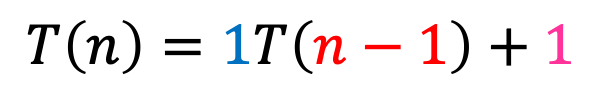 T(n) = 1T(n − 1) + 1